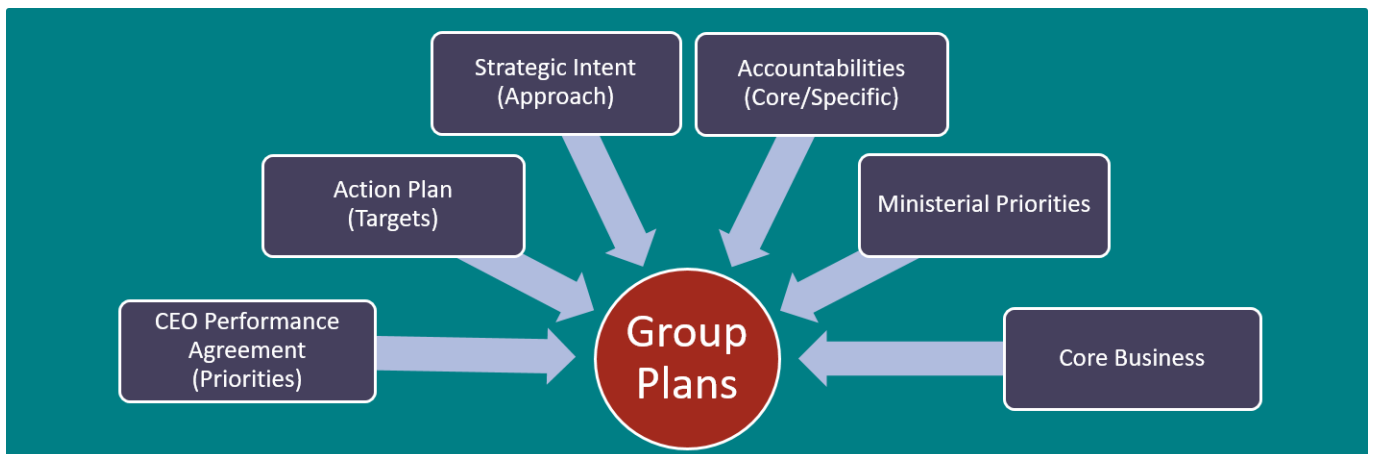 Strategic Intent
(Approach)
Accountabilities
(Core/Specific)
Action Plan
(Targets)
Ministerial Priorities
CEO Performance
Agreement
(Priorities)
Group
Plans
Core Business